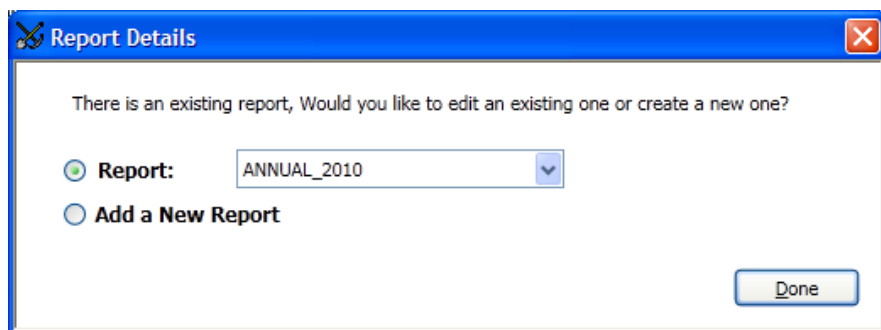 Report Details
There is an existing report, Would you like to edit an existing one or create a new one?
Report: ANNUAL_2010
Add a New Report
Done